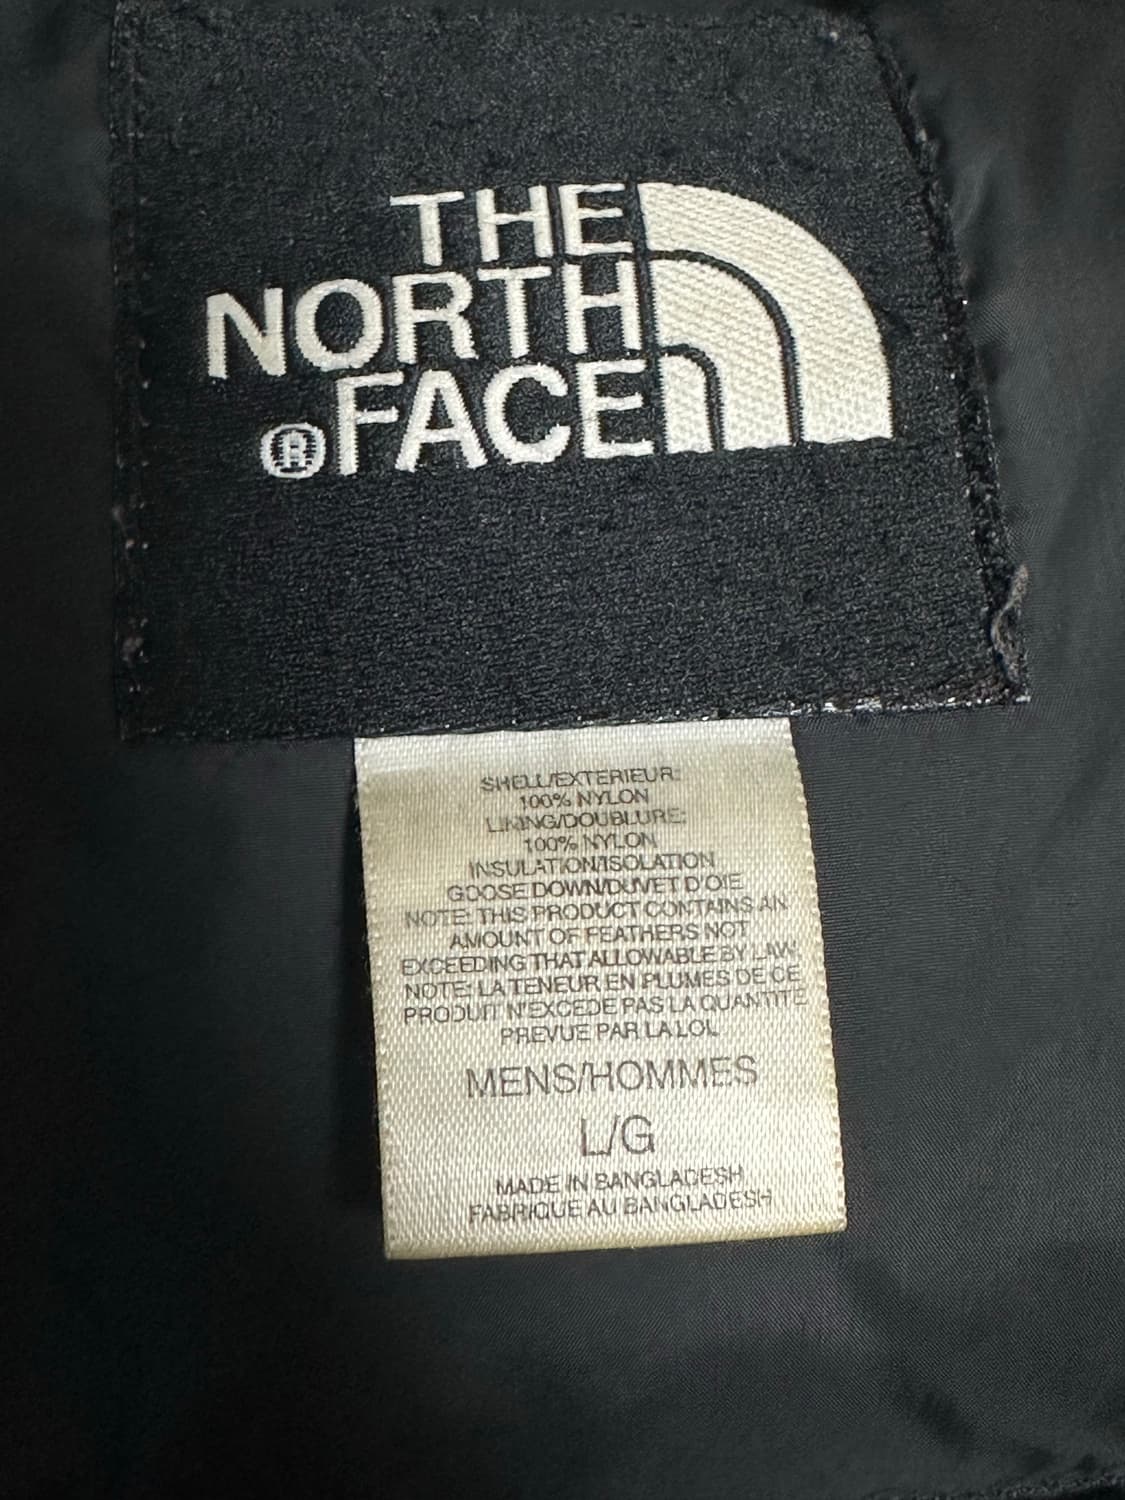 THE
NORTH
®FACE
SHELL/EXTERIEUR:
100% NYLON
LINING/DOUBLURE:
100% NYLON
INSULATION/ISOLATION
GOOSE DOWN/DUVET D'OIE
NOTE: THIS PRODUCT CONTAINS AN
AMOUNT OF FEATHERS NOT
EXCEEDING THAT ALLOWABLE BY LAW
NOTE: LA TENEUR EN PLUMES DE CE
PRODUIT N'EXCEDE PAS LA QUANTITE
PREVUE PAR LA LOI.
MENS/HOMMES
L/G
MADE IN BANGLADESH
FABRIQUE AU BANGLADESH